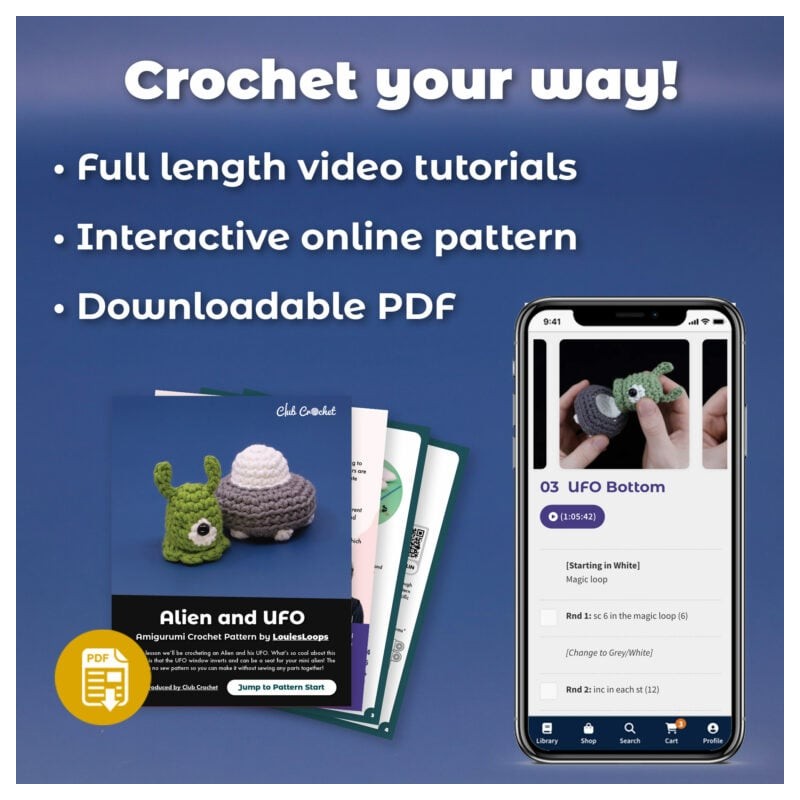 Crochet your way!
• Full length video tutorials
• Interactive online pattern
• Downloadable PDF
Club Crochet
Alien and UFO
Amigurumi Crochet Pattern by LouiesLoops
lesson we'll be crocheting an Alien and his UFO. What's so cool about this
is that the UFO window inverts and can be a seat for your mini alien! The
no sew pattern so you can make it without sewing any parts together!
roduced by Club Crochet
Jump to Pattern Start
PDF
3
4
9:41
03 UFO Bottom
(1:05:42)
[Starting in White]
Magic loop
Rnd 1: sc 6 in the magic loop (6)
[Change to Grey/White]
Rnd 2: inc in each st (12)
1
Library Shop Search Cart Profile